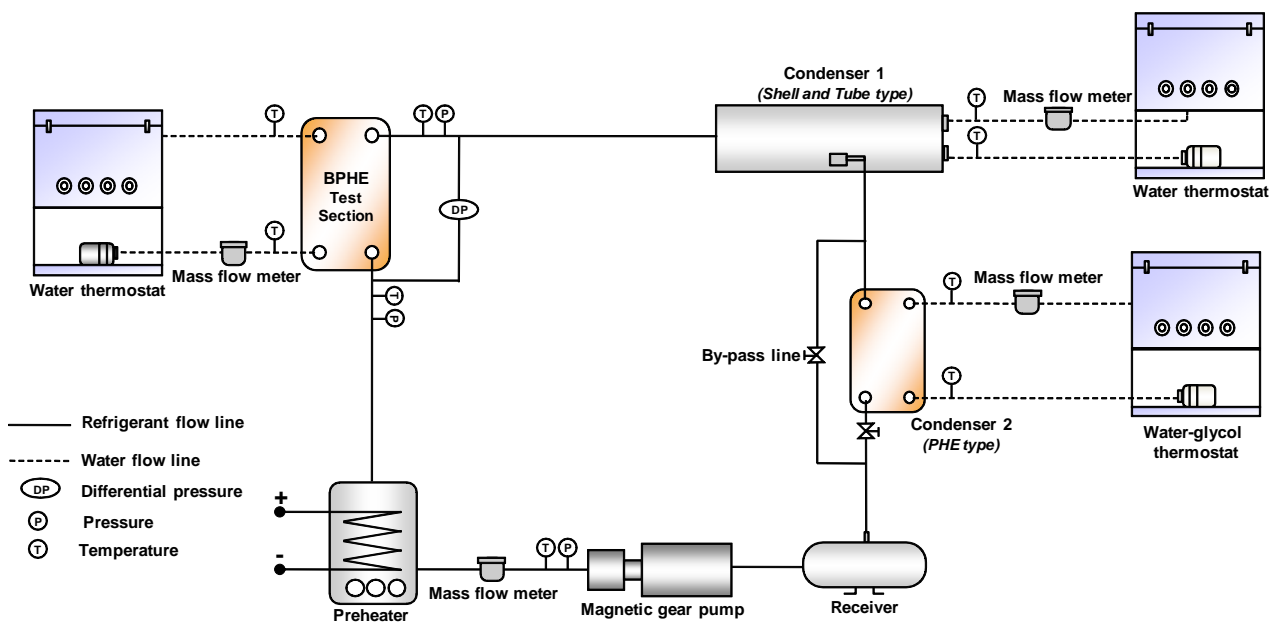 Condenser 1
(Shell and Tube type)
T
Mass flow meter
T
Water thermostat
T
T
P
BPHE
Test
Section
DP
T
Mass flow meter
Water thermostat
T
P
By-pass line
T
Mass flow meter
T
Condenser 2
(PHE type)
Water-glycol
thermostat
Refrigerant flow line
Water flow line
DP
Differential pressure
P
Pressure
T
Temperature
+
-
Preheater
Mass flow meter
T
P
Magnetic gear pump
Receiver